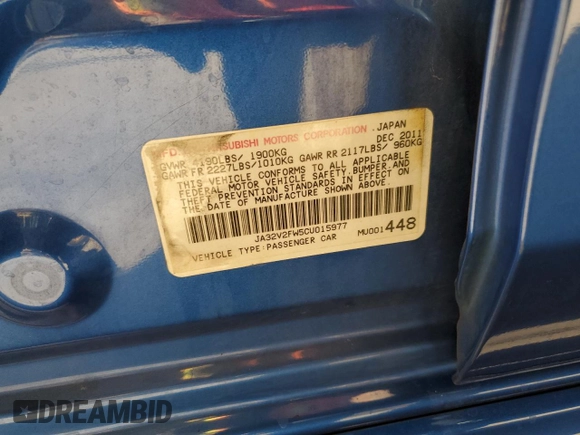 MITSUBISHI MOTORS CORPORATION. JAPAN
GVWR 4190LBS/ 1900KG DEC 2011
GAWR FR 2227LBS/1010KG GAWR RR 2117LBS/ 960KG
THIS VEHICLE CONFORMS TO ALL APPLICABLE
FEDERAL MOTOR VEHICLE SAFETY,BUMPER,AND
THEFT PREVENTION STANDARDS IN EFFECT ON
THE DATE OF MANUFACTURE SHOWN ABOVE.
JA32V2FW5CU015977
MU001448
VEHICLE TYPE:PASSENGER CAR
DREAMBID